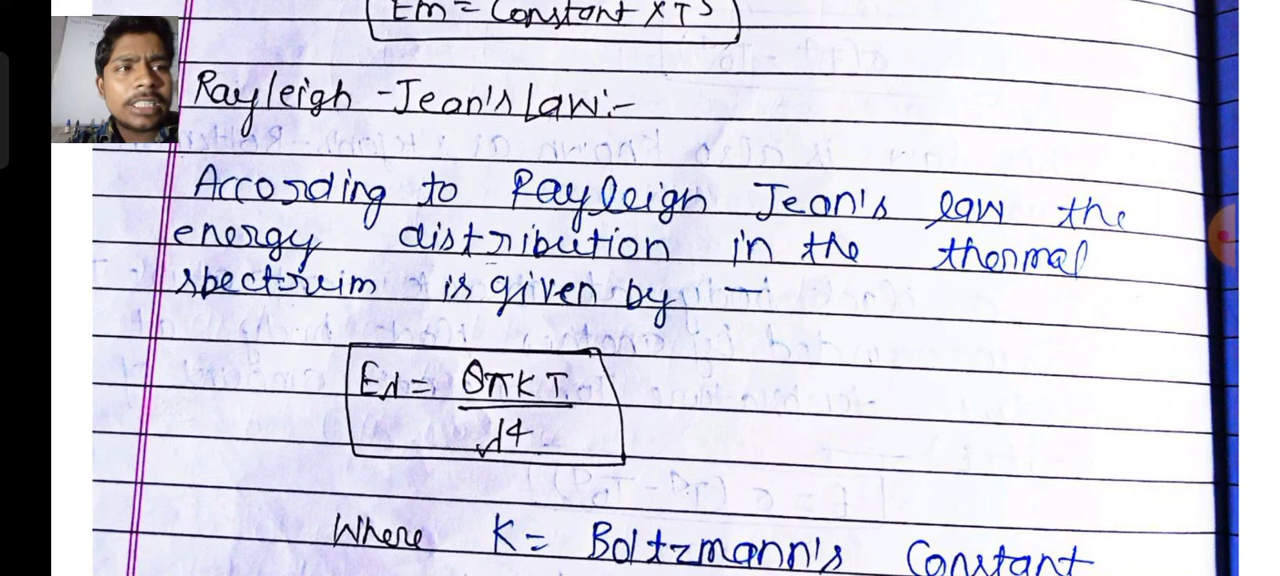 Em = Constant × T⁵
Rayleigh - Jean's Law :-
According to Rayleigh Jean's law the
energy distribution in the thermal
spectorum is given by –
Eλ = 8πKT / λ⁴
Where K = Boltzmann's Constant